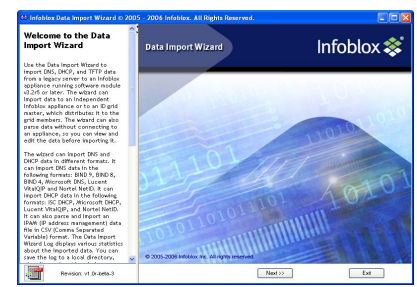 Infoblox Data Import Wizard © 2005 - 2006 Infoblox. All Rights Reserved.
Welcome to the Data
Import Wizard
Use the Data Import Wizard to
import DNS, DHCP, and TFTP data
from a legacy server to an Infoblox
appliance running software module
v3.2r5 or later. The wizard can
import data to an Independent
Infoblox appliance or to an ID grid
master, which distributes it to the
grid members. The wizard can also
parse data without connecting to
an appliance, so you can view and
edit the data before importing it.
The wizard can import DNS and
DHCP data in different formats. It
can import DNS data in the
following formats: BIND 9, BIND 8,
BIND 4, Microsoft DNS, Lucent
VitalQIP and Nortel NetID. It can
import DHCP data in the following
formats: ISC DHCP, Microsoft DHCP,
Lucent VitalQIP, and Nortel NetID.
It can also parse and import an
IPAM (IP address management) data
file in CSV (Comma Separated
Variable) format. The Data Import
Wizard Log displays various statistics
about the imported data. You can
save the log to a local directory,
Data Import Wizard
Infoblox
© 2005-2006 Infoblox Inc. All rights reserved.
Revision: v1.0r-beta-3
Next >>
Exit